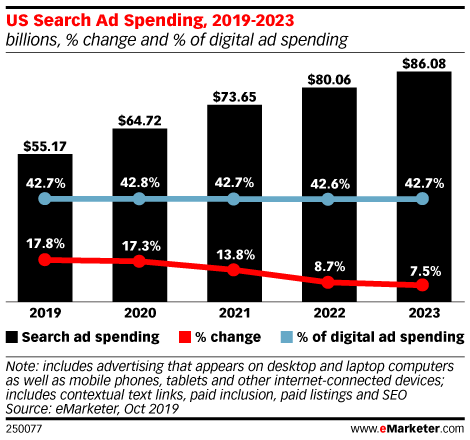 US Search Ad Spending, 2019-2023
billions, % change and % of digital ad spending
$55.17
$64.72
$73.65
$80.06
$86.08
42.7% 42.8% 42.7% 42.6% 42.7%
17.8% 17.3% 13.8% 8.7% 7.5%
2019 2020 2021 2022 2023
Search ad spending % change % of digital ad spending
Note: includes advertising that appears on desktop and laptop computers
as well as mobile phones, tablets and other internet-connected devices;
includes contextual text links, paid inclusion, paid listings and SEO
Source: eMarketer, Oct 2019
250077 www.eMarketer.com